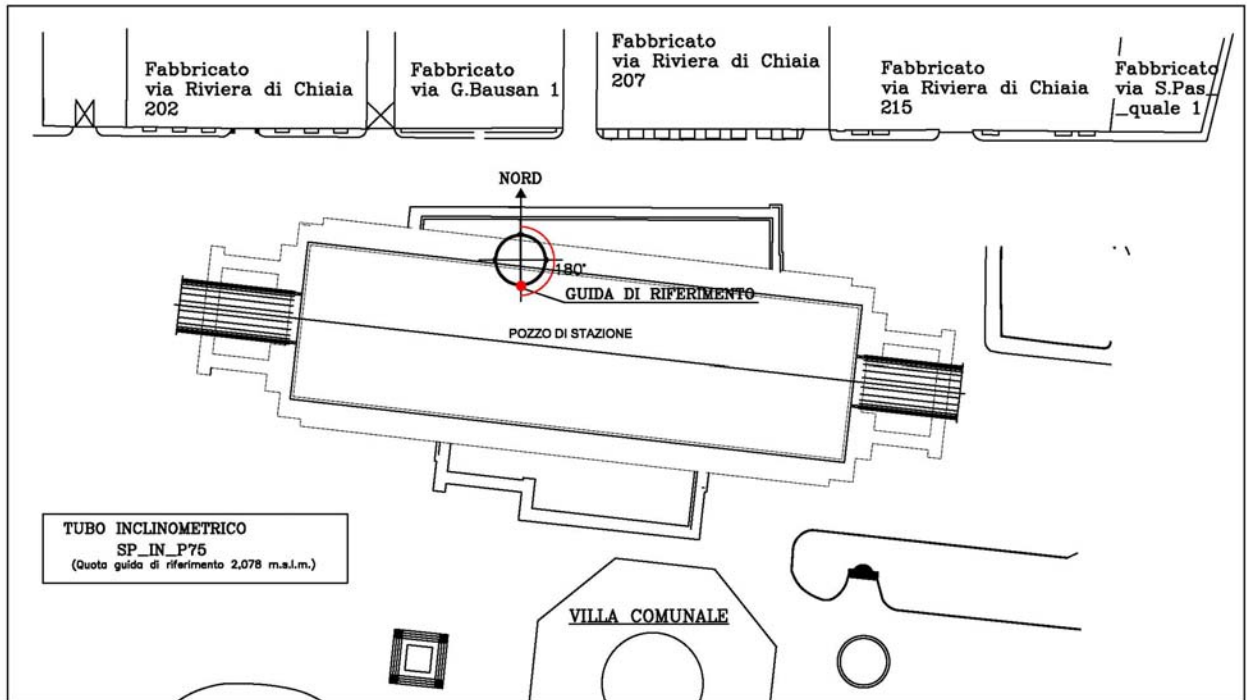 Fabbricato
via Riviera di Chiaia
202
Fabbricato
via G.Bausan 1
Fabbricato
via Riviera di Chiaia
207
Fabbricato
via Riviera di Chiaia
215
Fabbricato
via S.Pas_
_quale 1
NORD
180°
GUIDA DI RIFERIMENTO
POZZO DI STAZIONE
TUBO INCLINOMETRICO
SP_IN_P75
(Quota guida di riferimento 2,078 m.s.l.m.)
VILLA COMUNALE